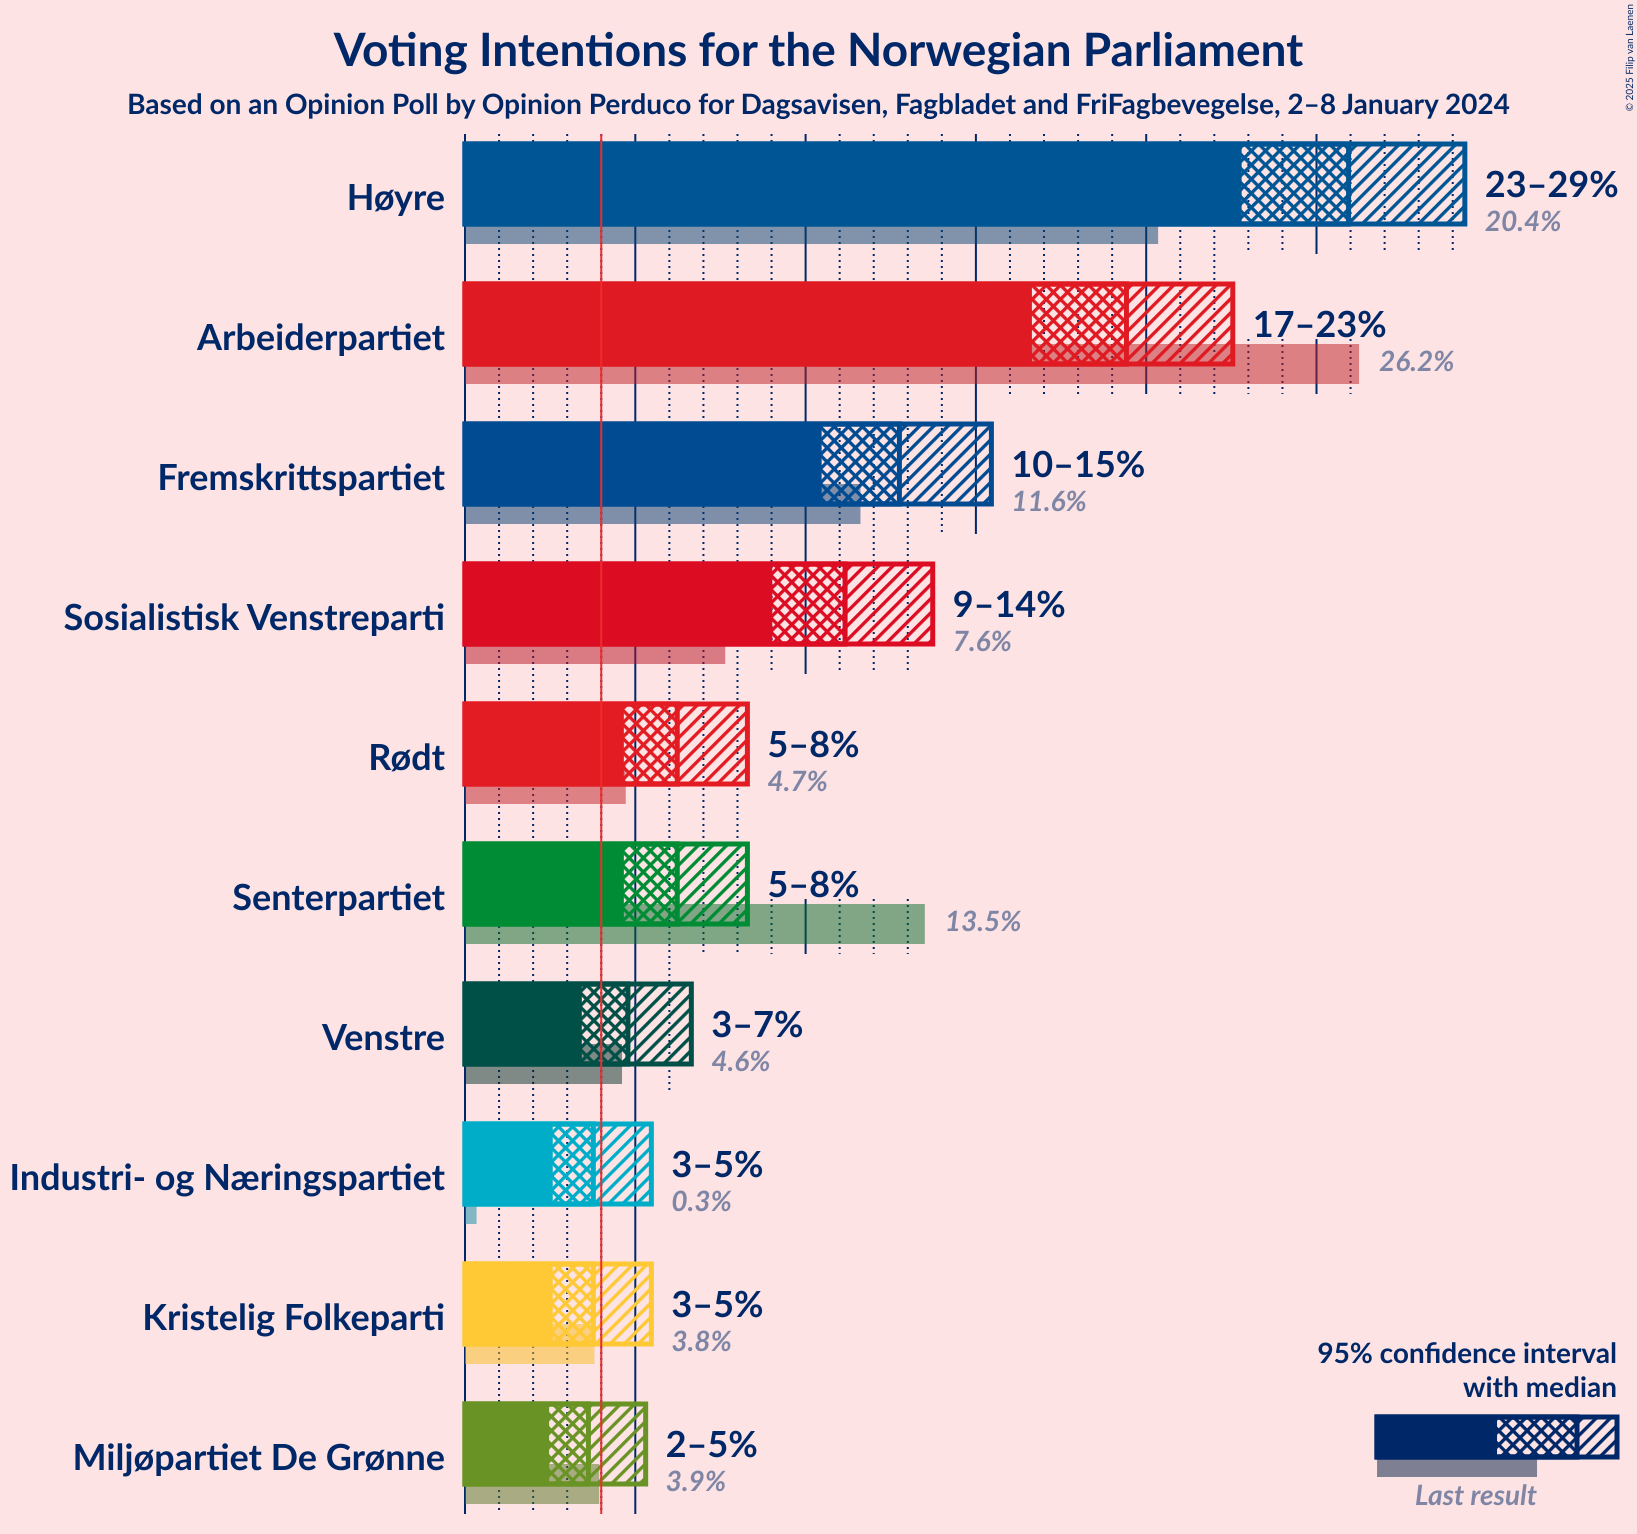 Voting Intentions for the Norwegian Parliament
Based on an Opinion Poll by Opinion Perduco for Dagsavisen, Fagbladet and FriFagbevegelse, 2–8 January 2024
© 2025 Filip van Laenen
Høyre
23–29%
20.4%
Arbeiderpartiet
17–23%
26.2%
Fremskrittspartiet
10–15%
11.6%
Sosialistisk Venstreparti
9–14%
7.6%
Rødt
5–8%
4.7%
Senterpartiet
5–8%
13.5%
Venstre
3–7%
4.6%
Industri- og Næringspartiet
3–5%
0.3%
Kristelig Folkeparti
3–5%
3.8%
Miljøpartiet De Grønne
2–5%
3.9%
95% confidence interval
with median
Last result